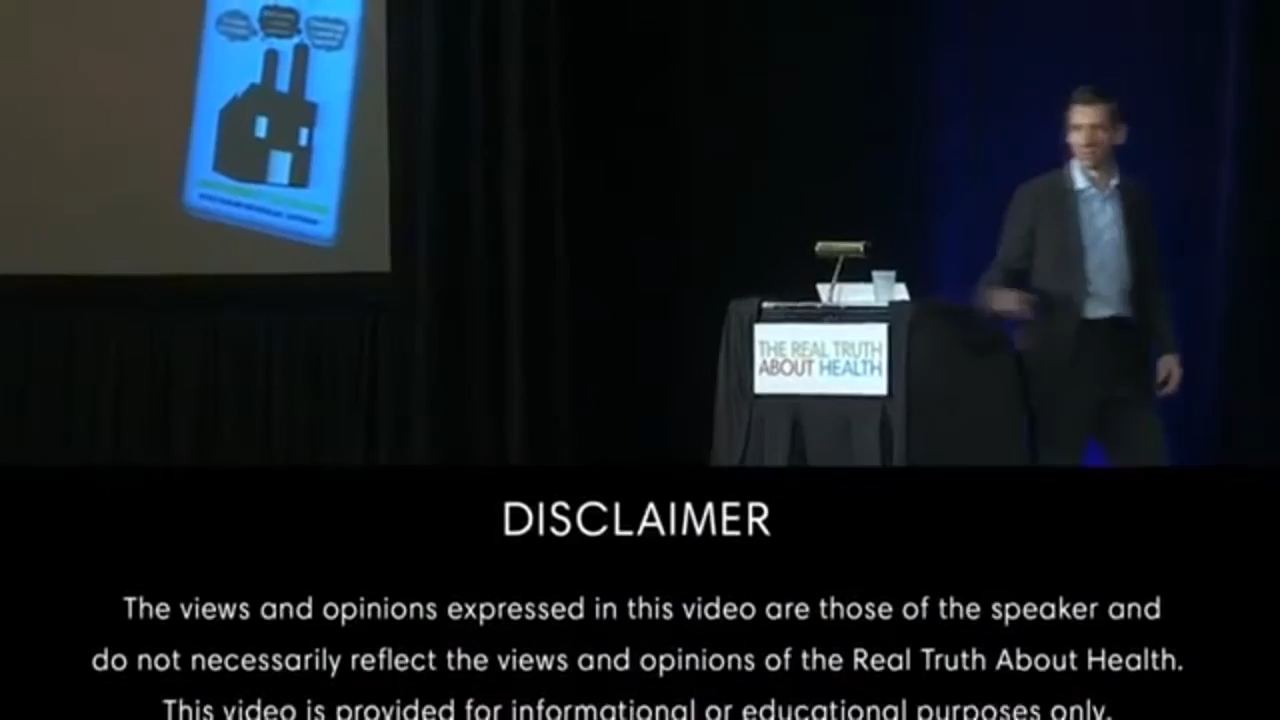 THE REAL TRUTH
ABOUT HEALTH
DISCLAIMER
The views and opinions expressed in this video are those of the speaker and
do not necessarily reflect the views and opinions of the Real Truth About Health.
This video is provided for informational or educational purposes only.